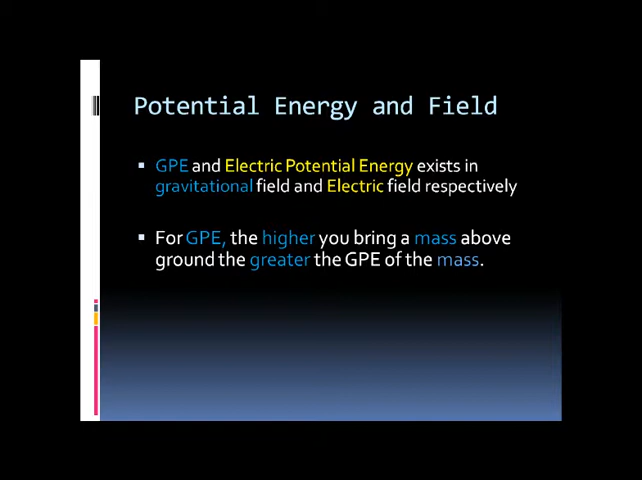 Potential Energy and Field
GPE and Electric Potential Energy exists in
gravitational field and Electric field respectively
For GPE, the higher you bring a mass above
ground the greater the GPE of the mass.